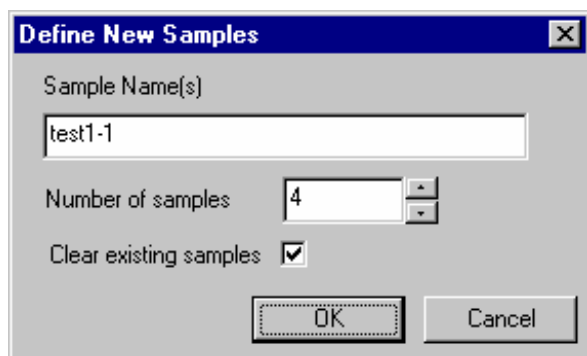 Define New Samples
Sample Name(s)
test1-1
Number of samples 4
Clear existing samples
OK Cancel